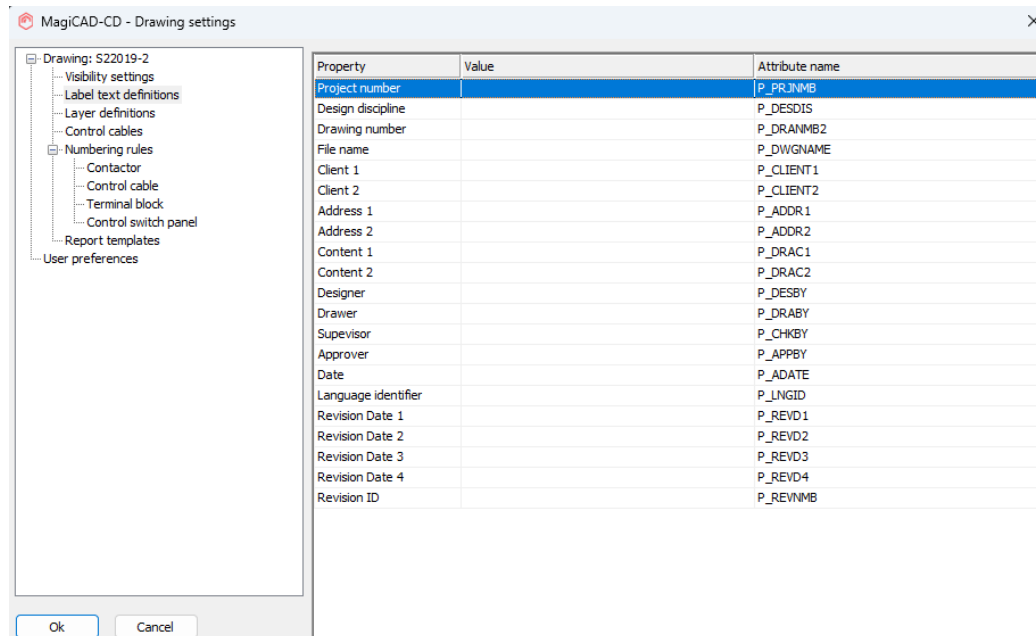 MagiCAD-CD - Drawing settings
Drawing: S22019-2
Visibility settings
Label text definitions
Layer definitions
Control cables
Numbering rules
Contactor
Control cable
Terminal block
Control switch panel
Report templates
User preferences
Property Value Attribute name
Project number P_PRJNMB
Design discipline P_DESDIS
Drawing number P_DRANMB2
File name P_DWGNAME
Client 1 P_CLIENT1
Client 2 P_CLIENT2
Address 1 P_ADDR1
Address 2 P_ADDR2
Content 1 P_DRAC1
Content 2 P_DRAC2
Designer P_DESBY
Drawer P_DRABY
Supevisor P_CHKBY
Approver P_APPBY
Date P_ADATE
Language identifier P_LNGID
Revision Date 1 P_REVD1
Revision Date 2 P_REVD2
Revision Date 3 P_REVD3
Revision Date 4 P_REVD4
Revision ID P_REVNMB
Ok Cancel